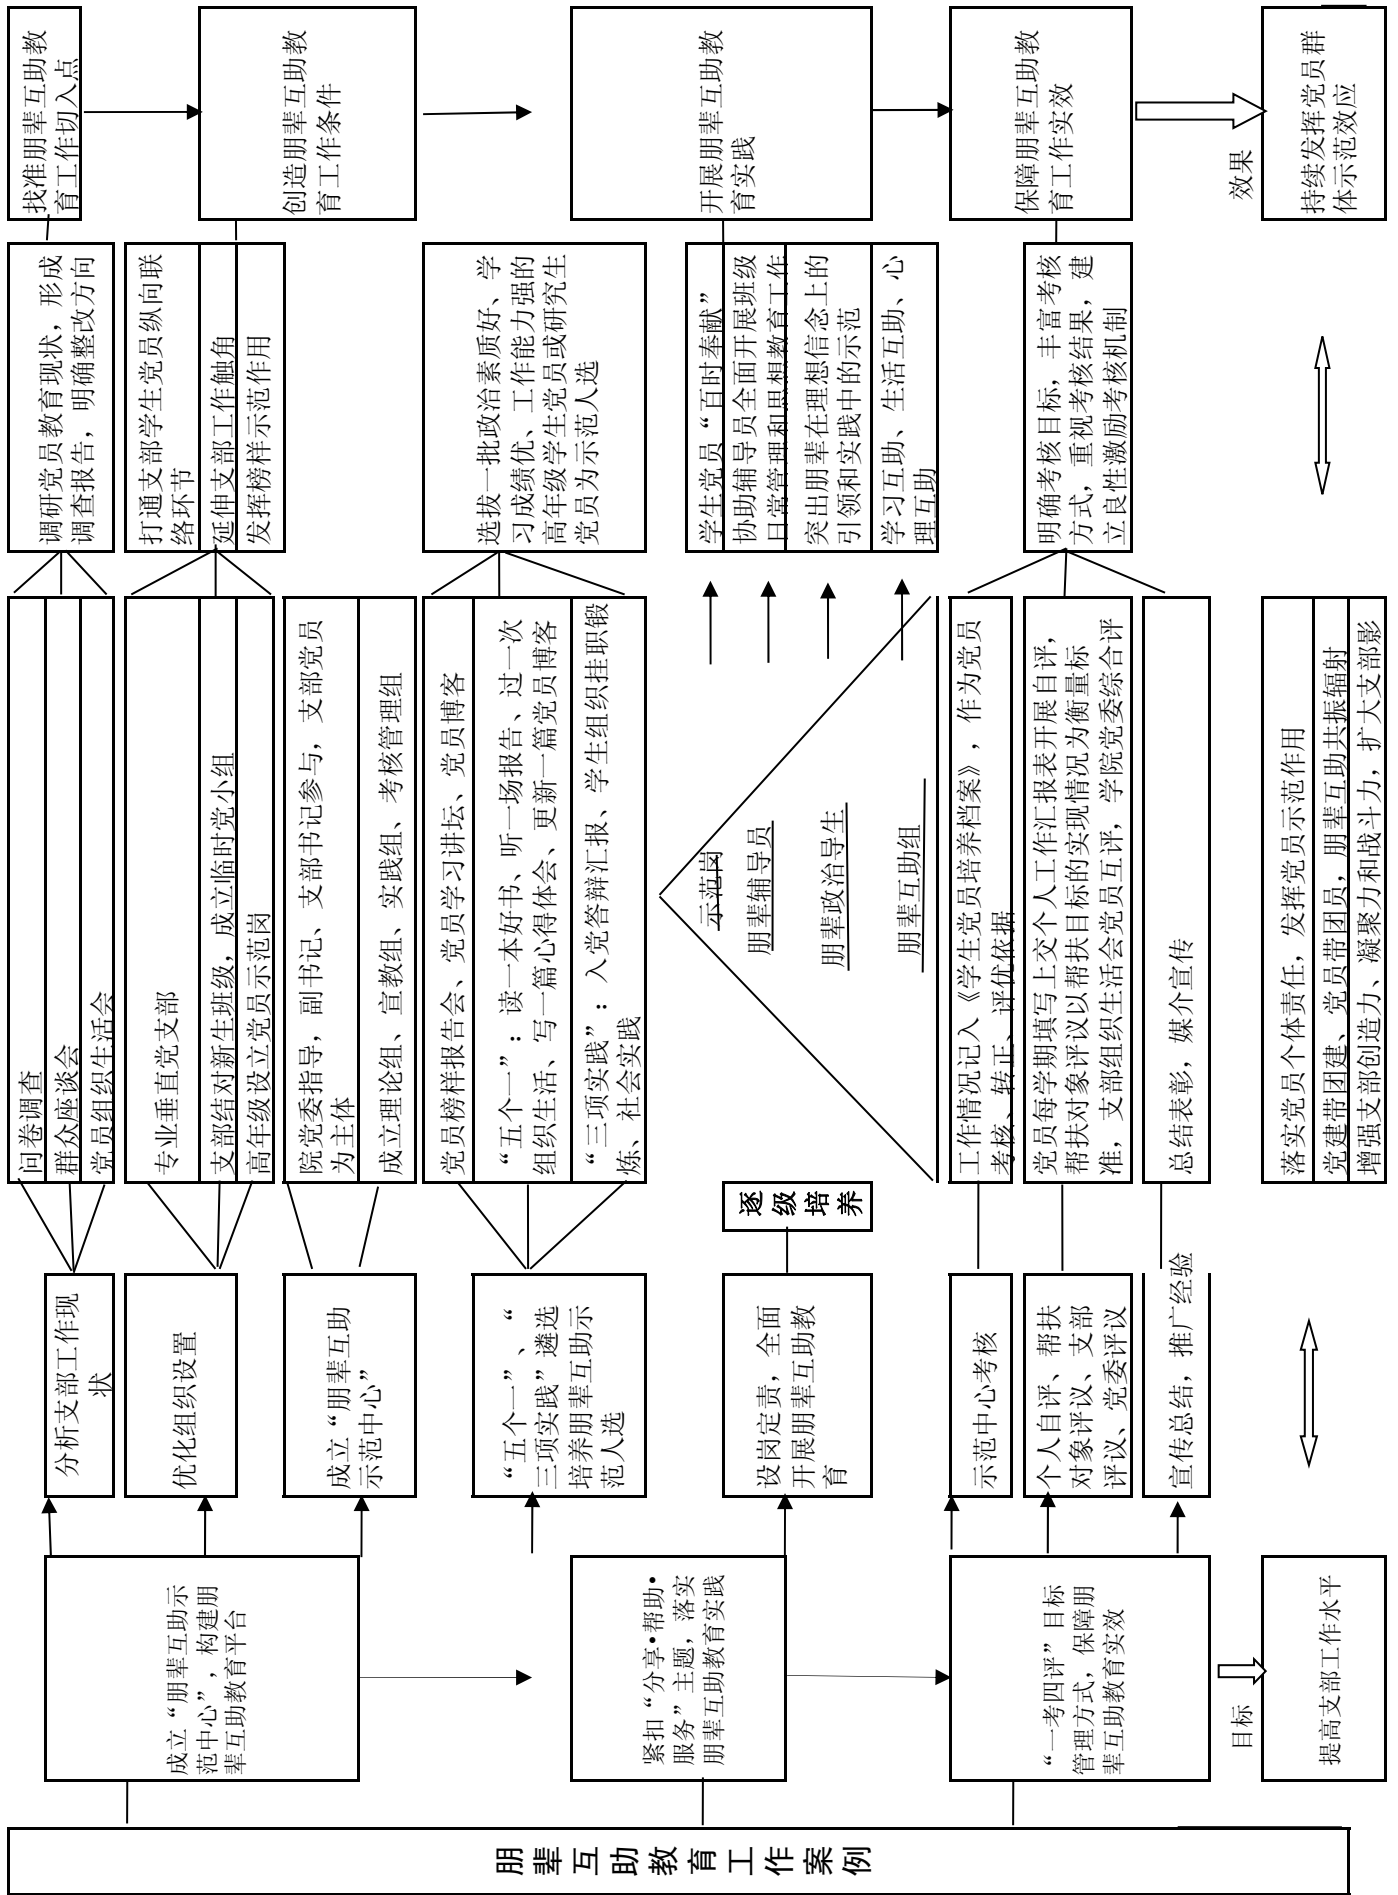 朋辈互助教育工作案例
成立“朋辈互助示
范中心”，构建朋
辈互助教育平台
紧扣“分享•帮助•
服务”主题，落实
朋辈互助教育实践
“一考四评”目标
管理方式，保障朋
辈互助教育实效
目标
提高支部工作水平
分析支部工作现
状
优化组织设置
成立“朋辈互助
示范中心”
“五个一”、“
三项实践”遴选
培养朋辈互助示
范人选
设岗定责，全面
开展朋辈互助教
育
示范中心考核
个人自评、帮扶
对象评议、支部
评议、党委评议
宣传总结，推广经验
逐级培养
问卷调查
群众座谈会
党员组织生活会
专业垂直党支部
支部结对新生班级，成立临时党小组
高年级设立党员示范岗
院党委指导，副书记、支部书记参与，支部党员
为主体
成立理论组、宣教组、实践组、考核管理组
党员榜样报告会、党员学习讲坛、党员博客
“五个一”：读一本好书、听一场报告、过一次
组织生活、写一篇心得体会、更新一篇党员博客
“三项实践”：入党答辩汇报、学生组织挂职锻
炼、社会实践
示范岗
朋辈辅导员
朋辈政治导生
朋辈互助组
工作情况记入《学生党员培养档案》，作为党员
考核、转正、评优依据
党员每学期填写上交个人工作汇报表开展自评，
帮扶对象评议以帮扶目标的实现情况为衡量标
准，支部组织生活会党员互评，学院党委综合评
总结表彰，媒介宣传
落实党员个体责任，发挥党员示范作用
党建带团建、党员带团员，朋辈互助共振辐射
增强支部创造力、凝聚力和战斗力，扩大支部影
调研党员教育现状，形成
调查报告，明确整改方向
打通支部学生党员纵向联
络环节
延伸支部工作触角
发挥榜样示范作用
选拔一批政治素质好、学
习成绩优、工作能力强的
高年级学生党员或研究生
党员为示范人选
学生党员“百时奉献”
协助辅导员全面开展班级
日常管理和思想教育工作
突出朋辈在理想信念上的
引领和实践中的示范
学习互助、生活互助、心
理互助
明确考核目标，丰富考核
方式，重视考核结果，建
立良性激励考核机制
找准朋辈互助教
育工作切入点
创造朋辈互助教
育工作条件
开展朋辈互助教
育实践
保障朋辈互助教
育工作实效
效果
持续发挥党员群
体示范效应